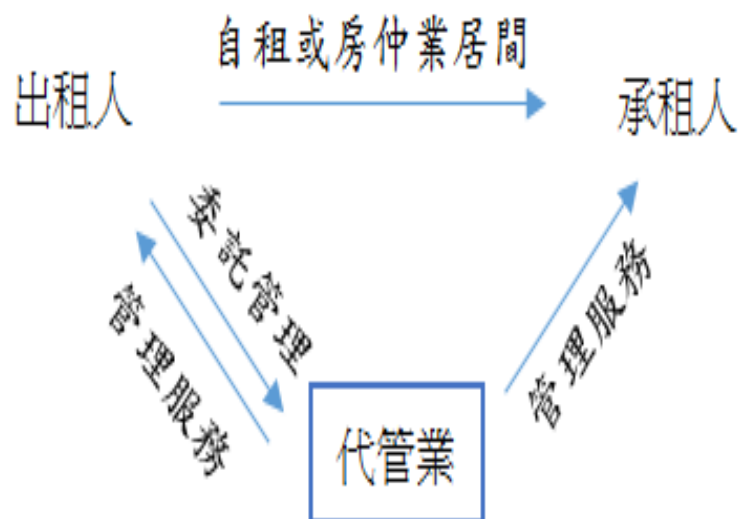 自租或房仲業居間
出租人
承租人
委託管理
管理服務
管理服務
代管業